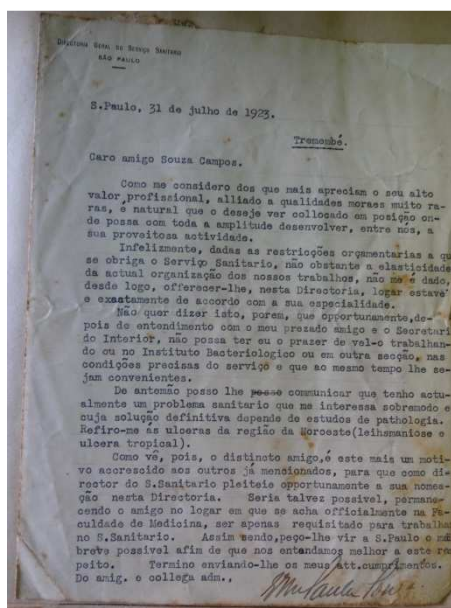 DIRECTORIA GERAL DO SERVIÇO SANITARIO
SÃO PAULO
S.Paulo, 31 de julho de 1923.
Tremembé.
Caro amigo Souza Campos.
Como me considero dos que mais apreciam o seu alto
valor profissional, alliado a qualidades moraes muito ra-
ras, é natural que o deseje ver collocado em posição on-
de possa com toda a amplitude desenvolver, entre nos, a
sua proveitosa actividade.
Infelizmente, dadas as restricções orçamentarias a qu
se obriga o Serviço Sanitario, não obstante a elasticidade
da actual organização dos nossos trabalhos, não me é dado,
desde logo, offerecer-lhe, nesta Directoria, logar estave
e exactamente de accordo com a sua especialidade.
Não quer dizer isto, porem, que opportunamente, de-
pois de entendimento com o meu prezado amigo e o Secretari
do Interior, não possa ter eu o prazer de vel-o trabalhan-
do ou no Instituto Bacteriologico ou em outra secção, nas
condições precisas do serviço e que ao mesmo tempo lhe se-
jam convenientes.
De antemão posso lhe posso communicar que tenho actu-
almente um problema sanitario que me interessa sobremodo e
cuja solução definitiva depende de estudos de pathologia.
Refiro-me ás ulceras da região da Noroeste(leihsmaniose e
ulcera tropical).
Como vê, pois, o distincto amigo,é este mais um moti-
vo accrescido aos outros já mencionados, para que como di-
rector do S.Sanitario pleiteie opportunamente a sua nomea-
ção nesta Directoria. Seria talves possivel, permane-
cendo o amigo no logar em que se acha officialmente na Fa-
culdade de Medicina, ser apenas requisitado para trabalha
no S.Sanitario. Assim sendo,peço-lhe vir a S.Paulo o ma
breve possivel afim de que nos entendamos melhor a este res
peito. Termino enviando-lhe os meus att.cumprimentos.
Do amig. e collega adm.,